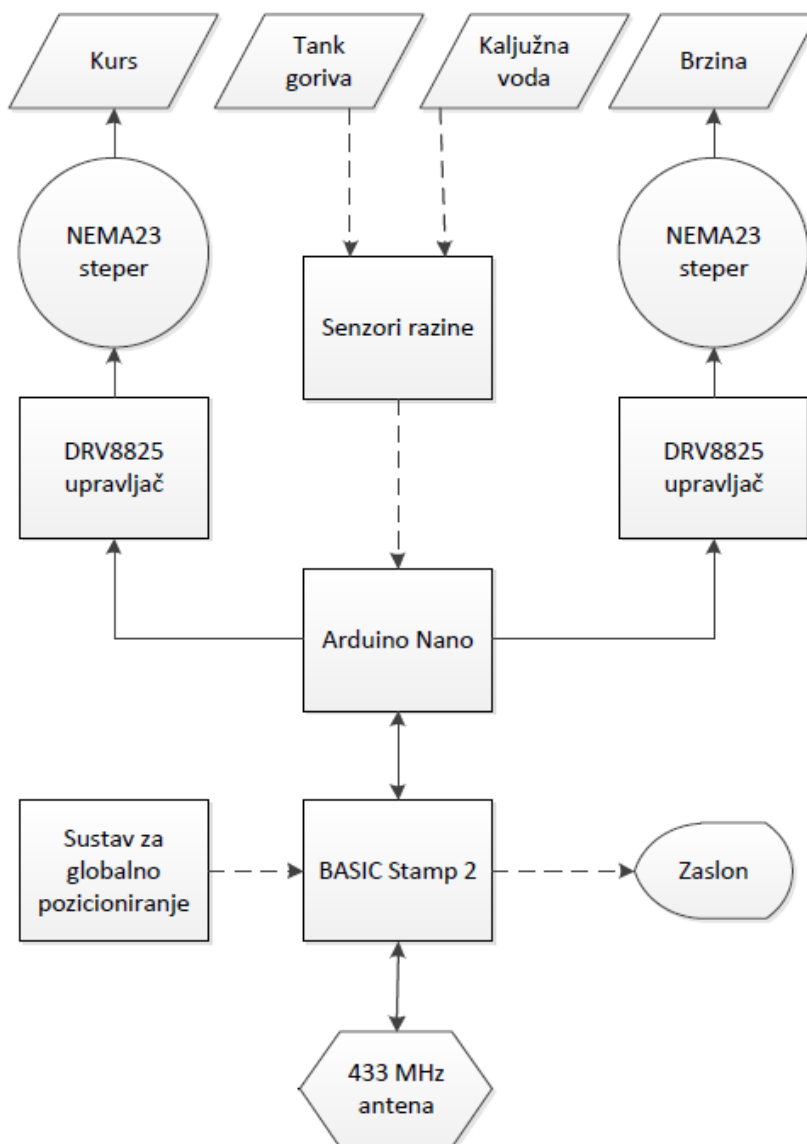 Kurs
Tank
goriva
Kaljužna
voda
Brzina
NEMA23
steper
NEMA23
steper
Senzori razine
DRV8825
upravljač
DRV8825
upravljač
Arduino Nano
Sustav za
globalno
pozicioniranje
BASIC Stamp 2
Zaslon
433 MHz
antena